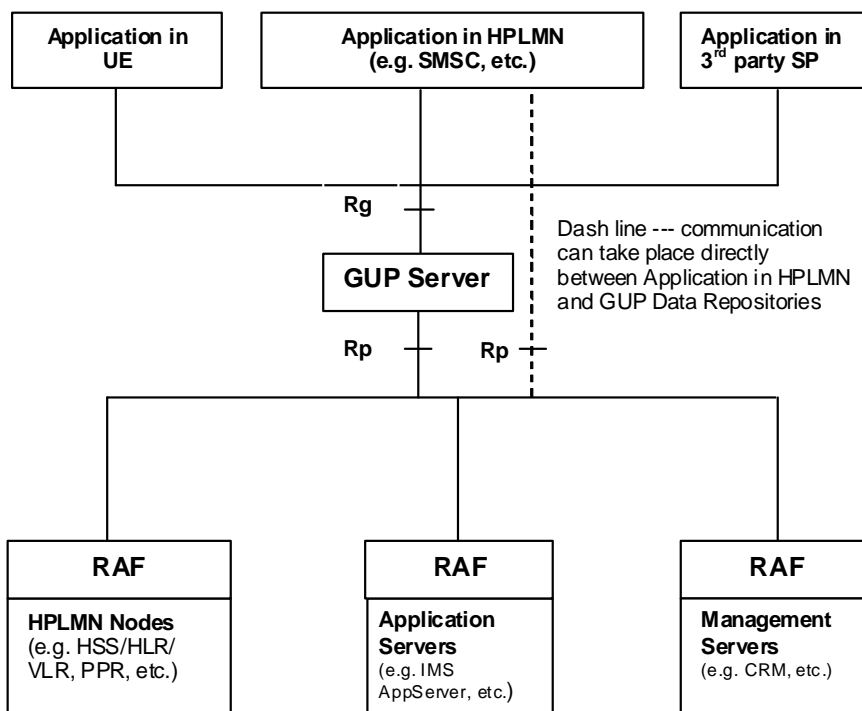 Application in
UE
Application in HPLMN
(e.g. SMSC, etc.)
Application in
3rd party SP
Rg
Dash line --- communication
can take place directly
between Application in HPLMN
and GUP Data Repositories
GUP Server
Rp
Rp
RAF
HPLMN Nodes
(e.g. HSS/HLR/
VLR, PPR, etc.)
RAF
Application
Servers
(e.g. IMS
AppServer, etc.)
RAF
Management
Servers
(e.g. CRM, etc.)